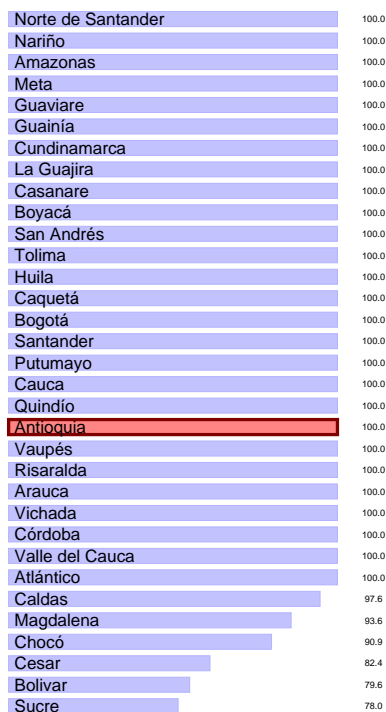 Norte de Santander 100.0
Nariño 100.0
Amazonas 100.0
Meta 100.0
Guaviare 100.0
Guainía 100.0
Cundinamarca 100.0
La Guajira 100.0
Casanare 100.0
Boyacá 100.0
San Andrés 100.0
Tolima 100.0
Huila 100.0
Caquetá 100.0
Bogotá 100.0
Santander 100.0
Putumayo 100.0
Cauca 100.0
Quindío 100.0
Antioquia 100.0
Vaupés 100.0
Risaralda 100.0
Arauca 100.0
Vichada 100.0
Córdoba 100.0
Valle del Cauca 100.0
Atlántico 100.0
Caldas 97.6
Magdalena 93.6
Chocó 90.9
Cesar 82.4
Bolivar 79.6
Sucre 78.0